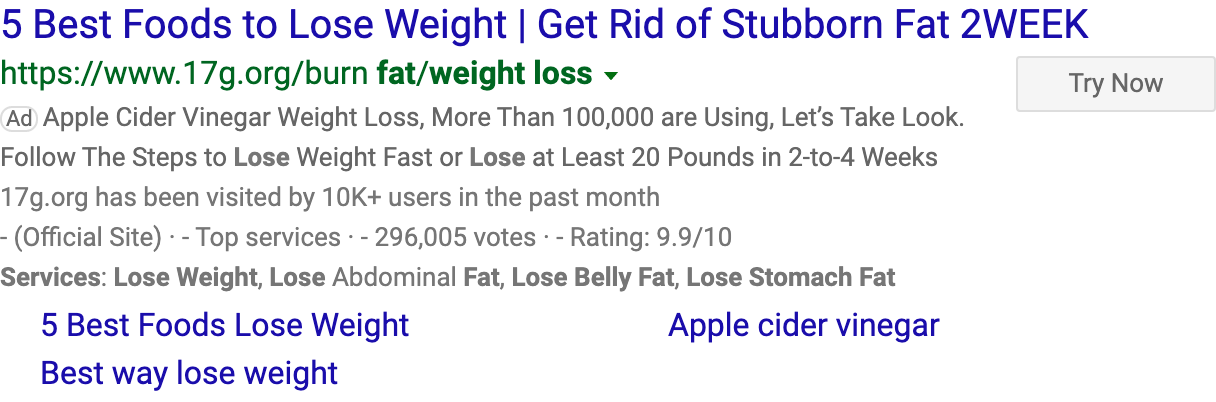 5 Best Foods to Lose Weight | Get Rid of Stubborn Fat 2WEEK
https://www.17g.org/burn fat/weight loss
Try Now
Ad Apple Cider Vinegar Weight Loss, More Than 100,000 are Using, Let’s Take Look.
Follow The Steps to Lose Weight Fast or Lose at Least 20 Pounds in 2-to-4 Weeks
17g.org has been visited by 10K+ users in the past month
- (Official Site) · - Top services · - 296,005 votes · - Rating: 9.9/10
Services: Lose Weight, Lose Abdominal Fat, Lose Belly Fat, Lose Stomach Fat
5 Best Foods Lose Weight
Apple cider vinegar
Best way lose weight